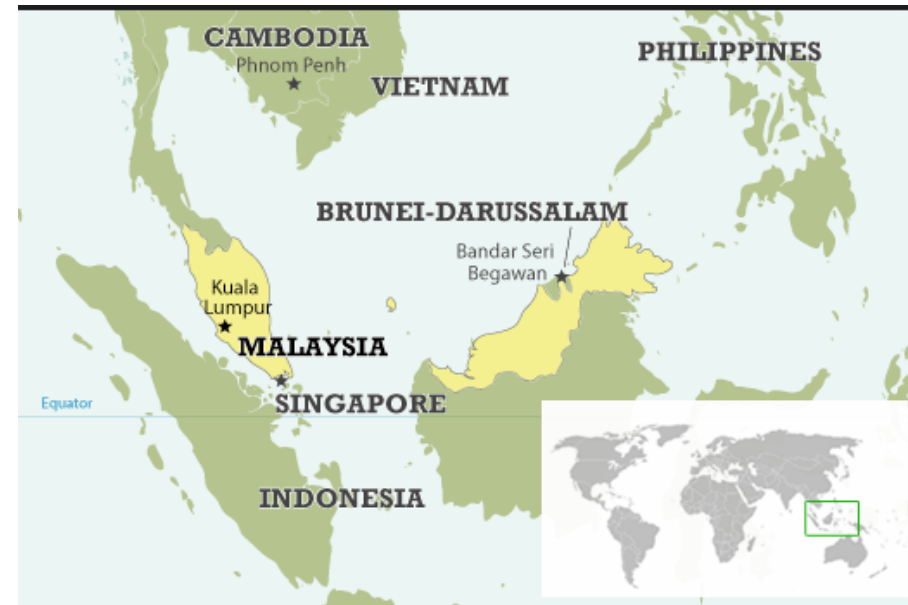 CAMBODIA
Phnom Penh
VIETNAM
PHILIPPINES
BRUNEI-DARUSSALAM
Bandar Seri
Begawan
Kuala
Lumpur
MALAYSIA
SINGAPORE
Equator
INDONESIA